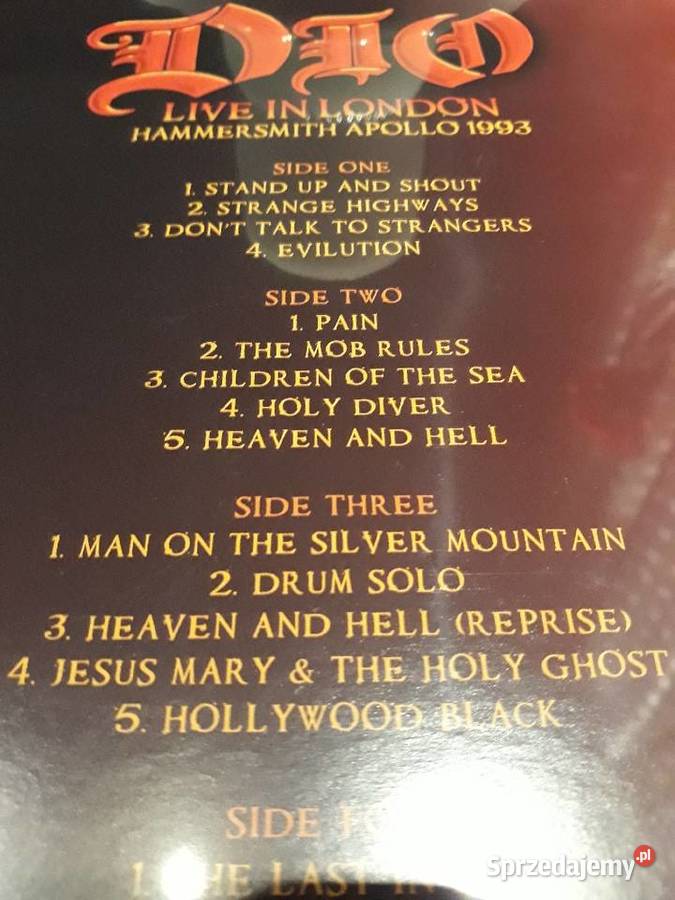 DIO
LIVE IN LONDON
HAMMERSMITH APOLLO 1993
SIDE ONE
1. STAND UP AND SHOUT
2. STRANGE HIGHWAYS
3. DON'T TALK TO STRANGERS
4. EVILUTION
SIDE TWO
1. PAIN
2. THE MOB RULES
3. CHILDREN OF THE SEA
4. HOLY DIVER
5. HEAVEN AND HELL
SIDE THREE
1. MAN ON THE SILVER MOUNTAIN
2. DRUM SOLO
3. HEAVEN AND HELL (REPRISE)
4. JESUS MARY & THE HOLY GHOST
5. HOLLYWOOD BLACK
SIDE
1. THE LAST IN
Sprzedajemy.pl